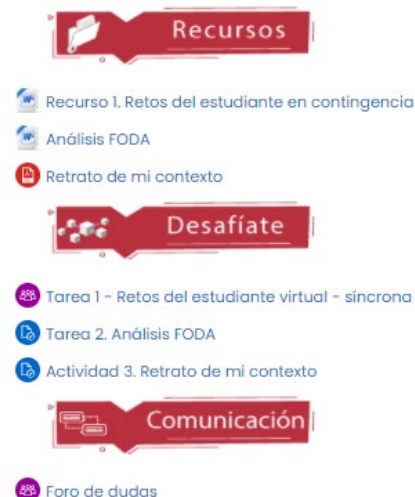 Recursos
Recurso 1. Retos del estudiante en contingencia
Análisis FODA
Retrato de mi contexto
Desafíate
Tarea 1 - Retos del estudiante virtual - síncrona
Tarea 2. Análisis FODA
Actividad 3. Retrato de mi contexto
Comunicación
Foro de dudas